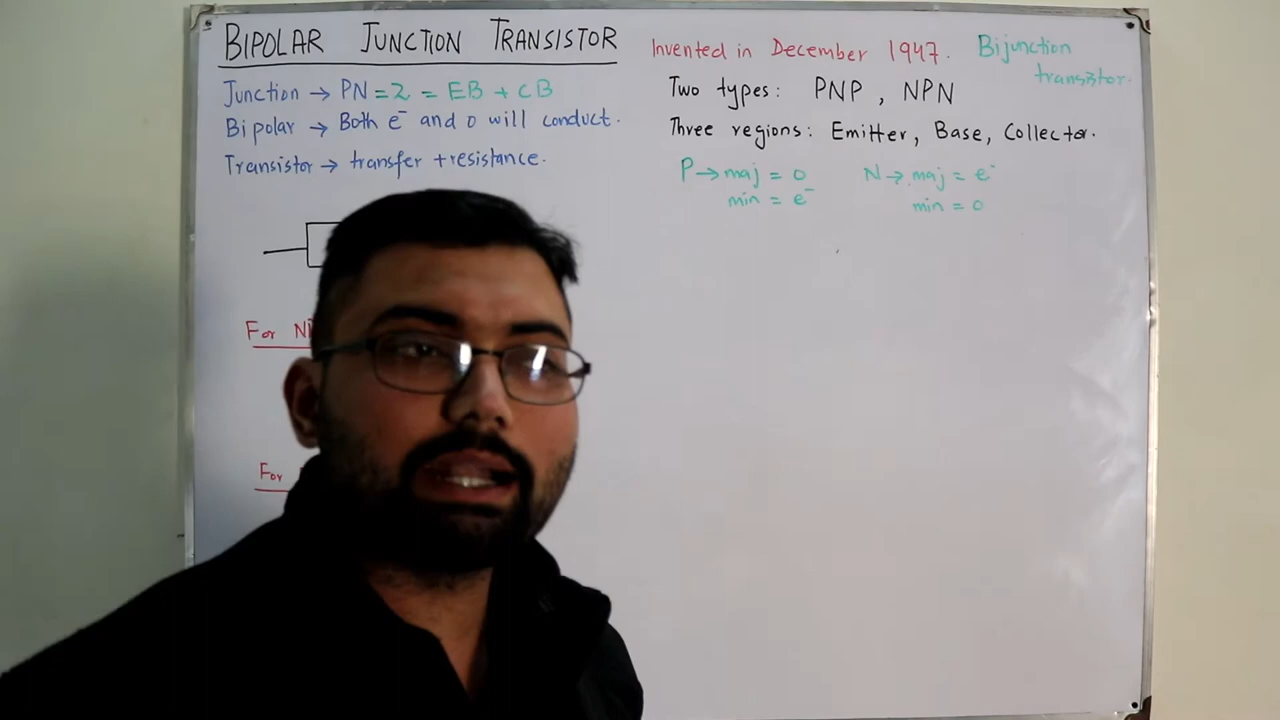 BIPOLAR JUNCTION TRANSISTOR
Junction → PN = 2 = EB + CB
Bipolar → Both e⁻ and o will conduct.
Transistor → transfer + resistance.
Invented in December 1947.
Bijunction
transistor.
Two types: PNP, NPN
Three regions: Emitter, Base, Collector.
P → maj = o
min = e⁻
N → maj = e⁻
min = o
For
For